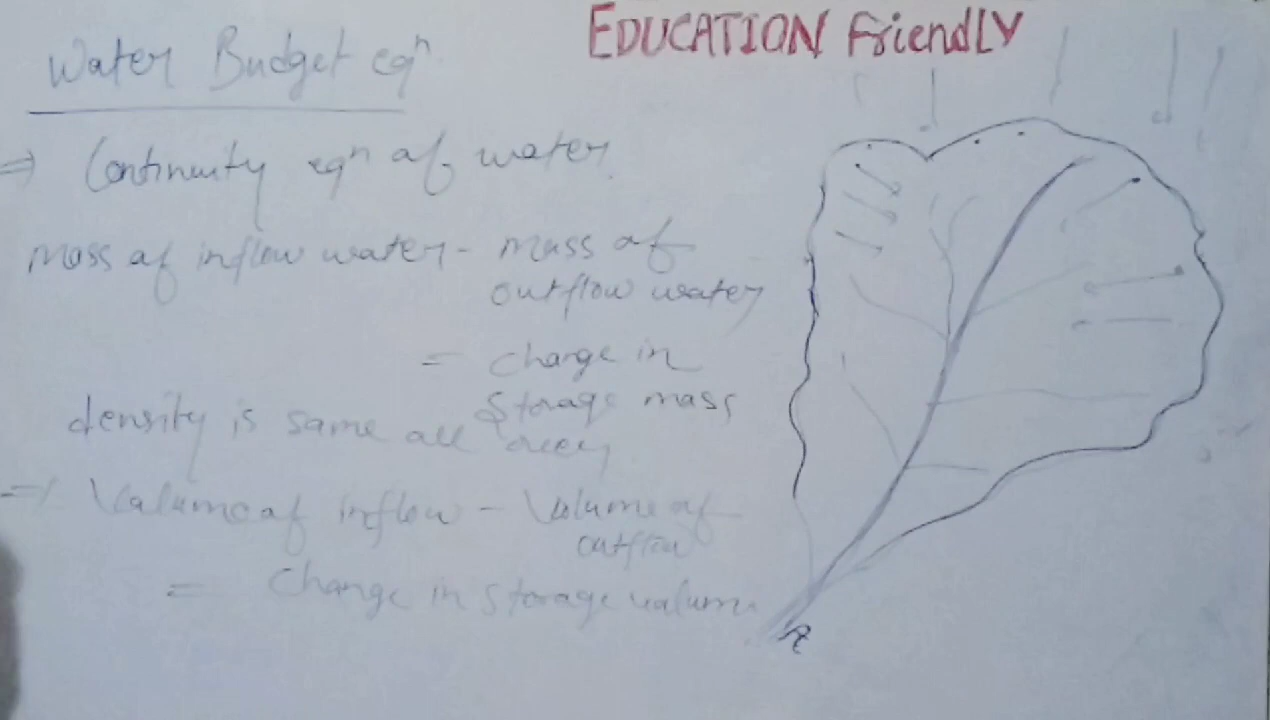 EDUCATION Friendly
Water Budget eqⁿ
⇒ Continuity eqⁿ of water
Mass of inflow water - Mass of
outflow water
= change in
Storage mass
density is same all over
⇒ Volume of inflow - Volume of
outflow
= Change in storage volume
R